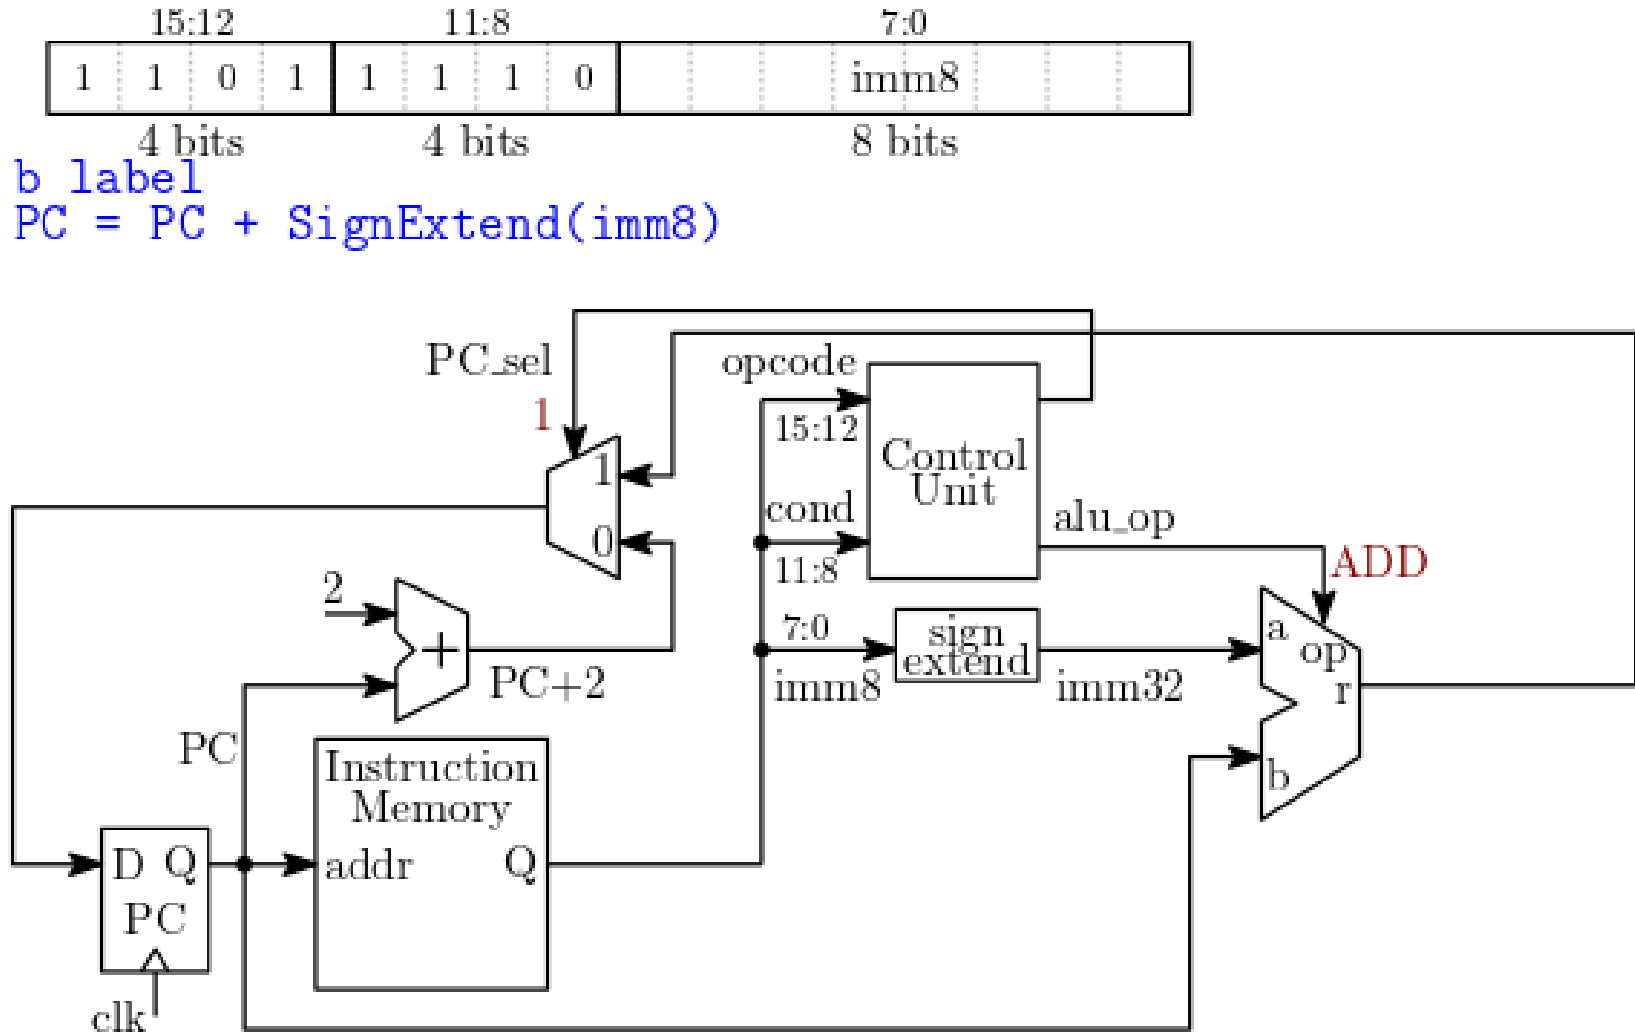 15:12 11:8 7:0
1 1 0 1 1 1 1 0 imm8
4 bits 4 bits 8 bits
b label
PC = PC + SignExtend(imm8)
PC_sel
1
opcode
15:12
Control
Unit
1
0
cond
11:8
alu_op
ADD
2
+
PC+2
7:0
imm8
sign
extend
imm32
a
op
r
b
PC
Instruction
Memory
addr Q
D Q
PC
clk